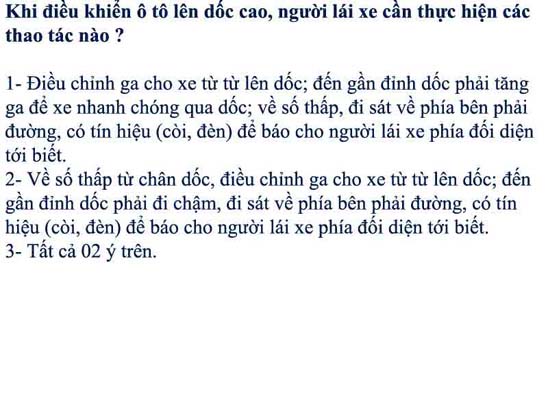 Khi điều khiển ô tô lên dốc cao, người lái xe cần thực hiện các
thao tác nào ?
1- Điều chỉnh ga cho xe từ từ lên dốc; đến gần đỉnh dốc phải tăng
ga để xe nhanh chóng qua dốc; về số thấp, đi sát về phía bên phải
đường, có tín hiệu (còi, đèn) để báo cho người lái xe phía đối diện
tới biết.
2- Về số thấp từ chân dốc, điều chỉnh ga cho xe từ từ lên dốc; đến
gần đỉnh dốc phải đi chậm, đi sát về phía bên phải đường, có tín
hiệu (còi, đèn) để báo cho người lái xe phía đối diện tới biết.
3- Tất cả 02 ý trên.